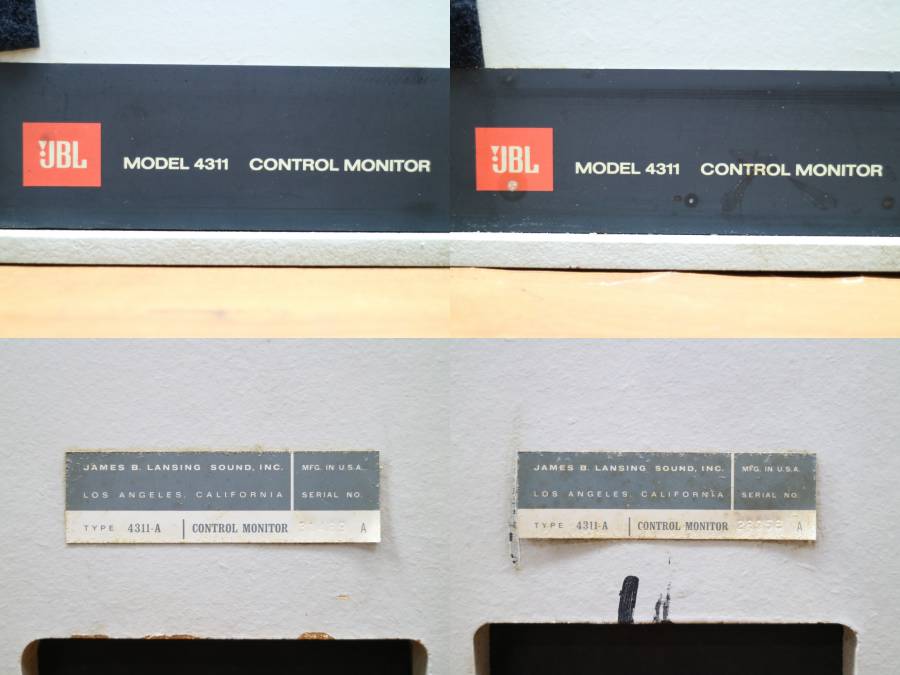 JBL
MODEL 4311 CONTROL MONITOR
JBL
MODEL 4311 CONTROL MONITOR
JAMES B. LANSING SOUND, INC. MFG. IN U.S.A.
LOS ANGELES, CALIFORNIA SERIAL NO.
TYPE 4311-A CONTROL MONITOR A
JAMES B. LANSING SOUND, INC. MFG. IN U.S.A.
LOS ANGELES, CALIFORNIA SERIAL NO.
TYPE 4311-A CONTROL MONITOR A